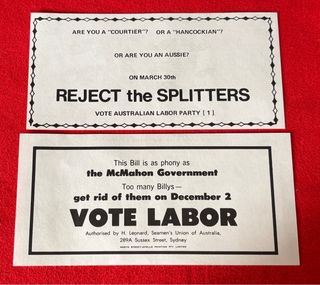 ARE YOU A "COURTIER"? OR A "HANCOCKIAN"?
OR ARE YOU AN AUSSIE?
ON MARCH 30th
REJECT the SPLITTERS
VOTE AUSTRALIAN LABOR PARTY [1]
This Bill is as phony as
the McMahon Government
Too many Billys—
get rid of them on December 2
VOTE LABOR
Authorised by H. Leonard, Seamen's Union of Australia,
289A Sussex Street, Sydney